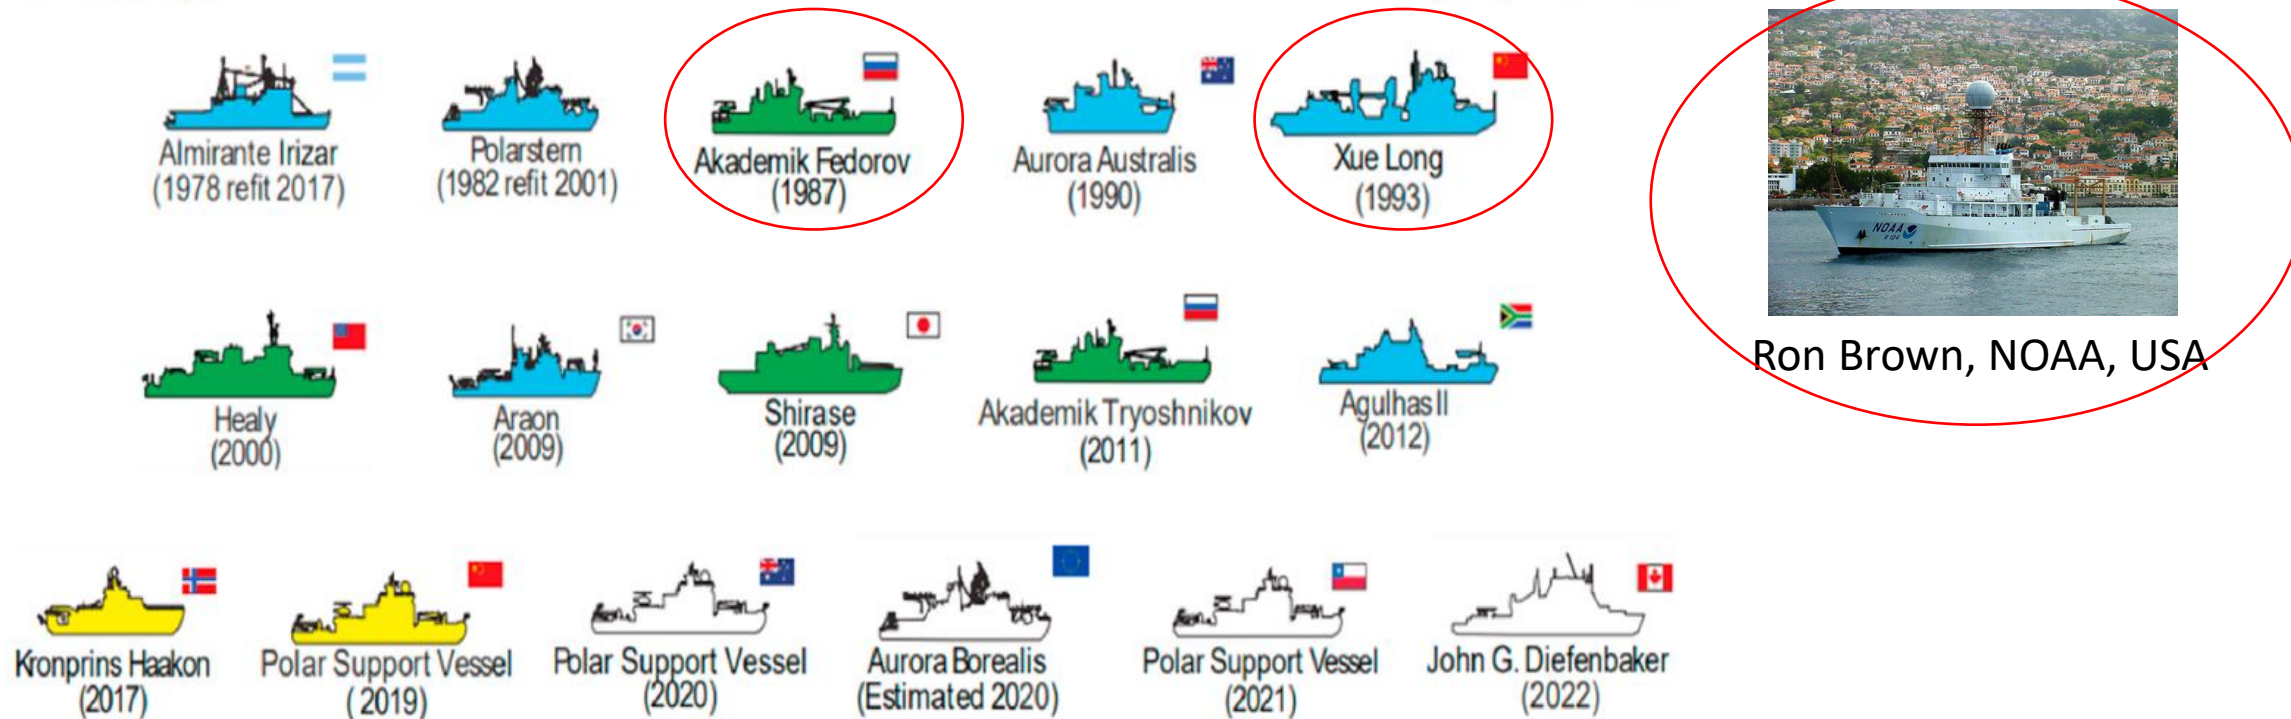 Almirante Irizar
(1978 refit 2017)
Polarstern
(1982 refit 2001)
Akademik Fedorov
(1987)
Aurora Australis
(1990)
Xue Long
(1993)
NOAA
R 104
Ron Brown, NOAA, USA
Healy
(2000)
Araon
(2009)
Shirase
(2009)
Akademik Tryoshnikov
(2011)
Agulhas II
(2012)
Kronprins Haakon
(2017)
Polar Support Vessel
( 2019)
Polar Support Vessel
(2020)
Aurora Borealis
(Estimated 2020)
Polar Support Vessel
(2021)
John G. Diefenbaker
(2022)